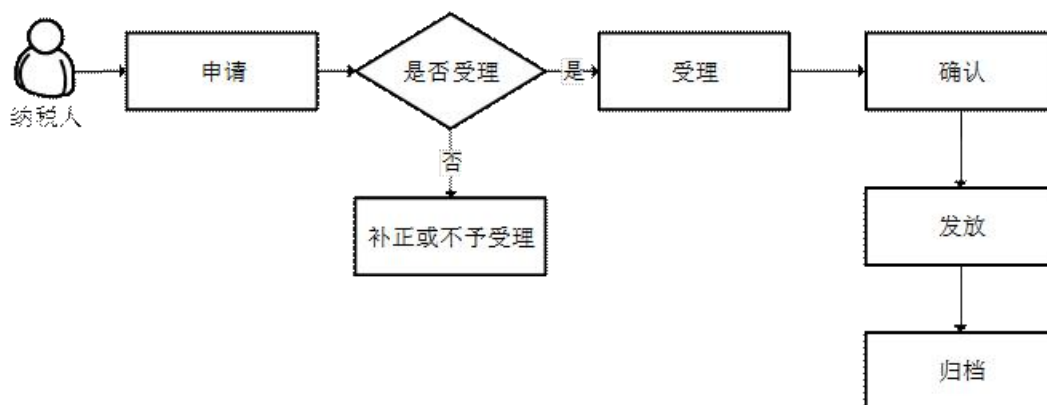 纳税人
申请
是否受理
是
受理
确认
否
补正或不予受理
发放
归档